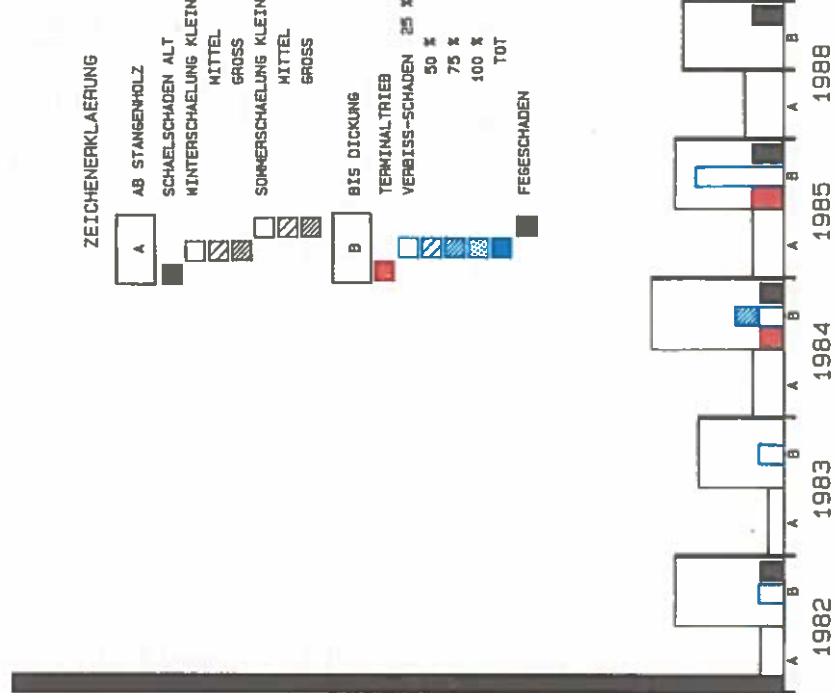 ZEICHENERKLAERUNG
A AB STANGENHOLZ
SCHAELSCHADEN ALT
WINTERSCHAELUNG KLEIN
MITTEL
GROSS
SOMMERSCHAELUNG KLEIN
MITTEL
GROSS
B BIS DICKUNG
TERMINALTRIEB
VERBISS-SCHADEN 25 %
50 %
75 %
100 %
TOT
FEGESCHADEN
A B A B A B A B A B
1982 1983 1984 1985 1988